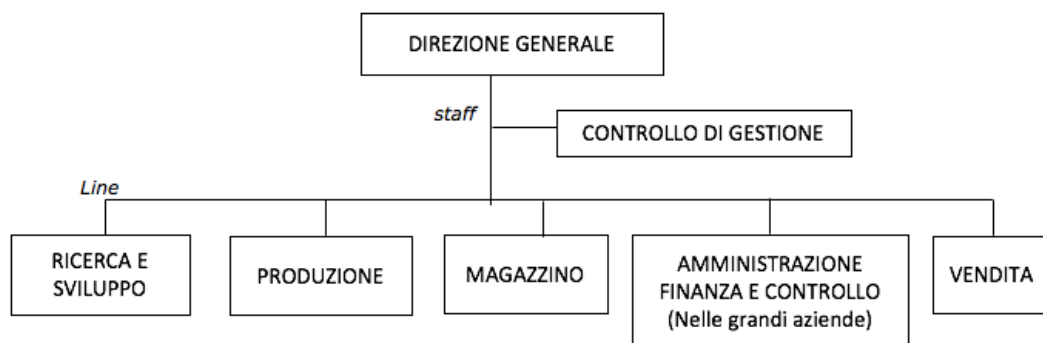 DIREZIONE GENERALE
staff
CONTROLLO DI GESTIONE
Line
RICERCA E
SVILUPPO
PRODUZIONE
MAGAZZINO
AMMINISTRAZIONE
FINANZA E CONTROLLO
(Nelle grandi aziende)
VENDITA